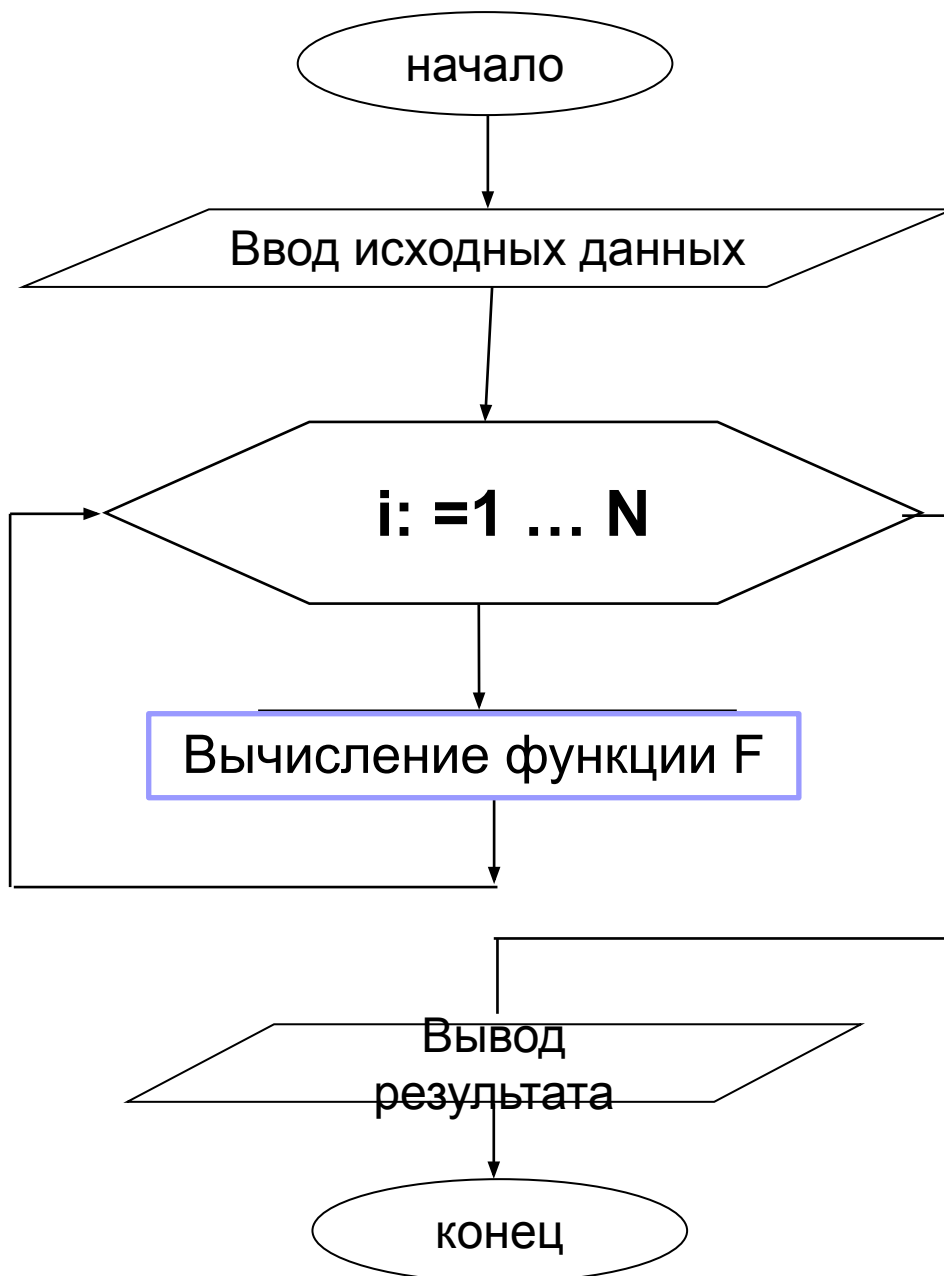 начало
Ввод исходных данных
i: =1 … N
Вычисление функции F
Вывод
результата
конец